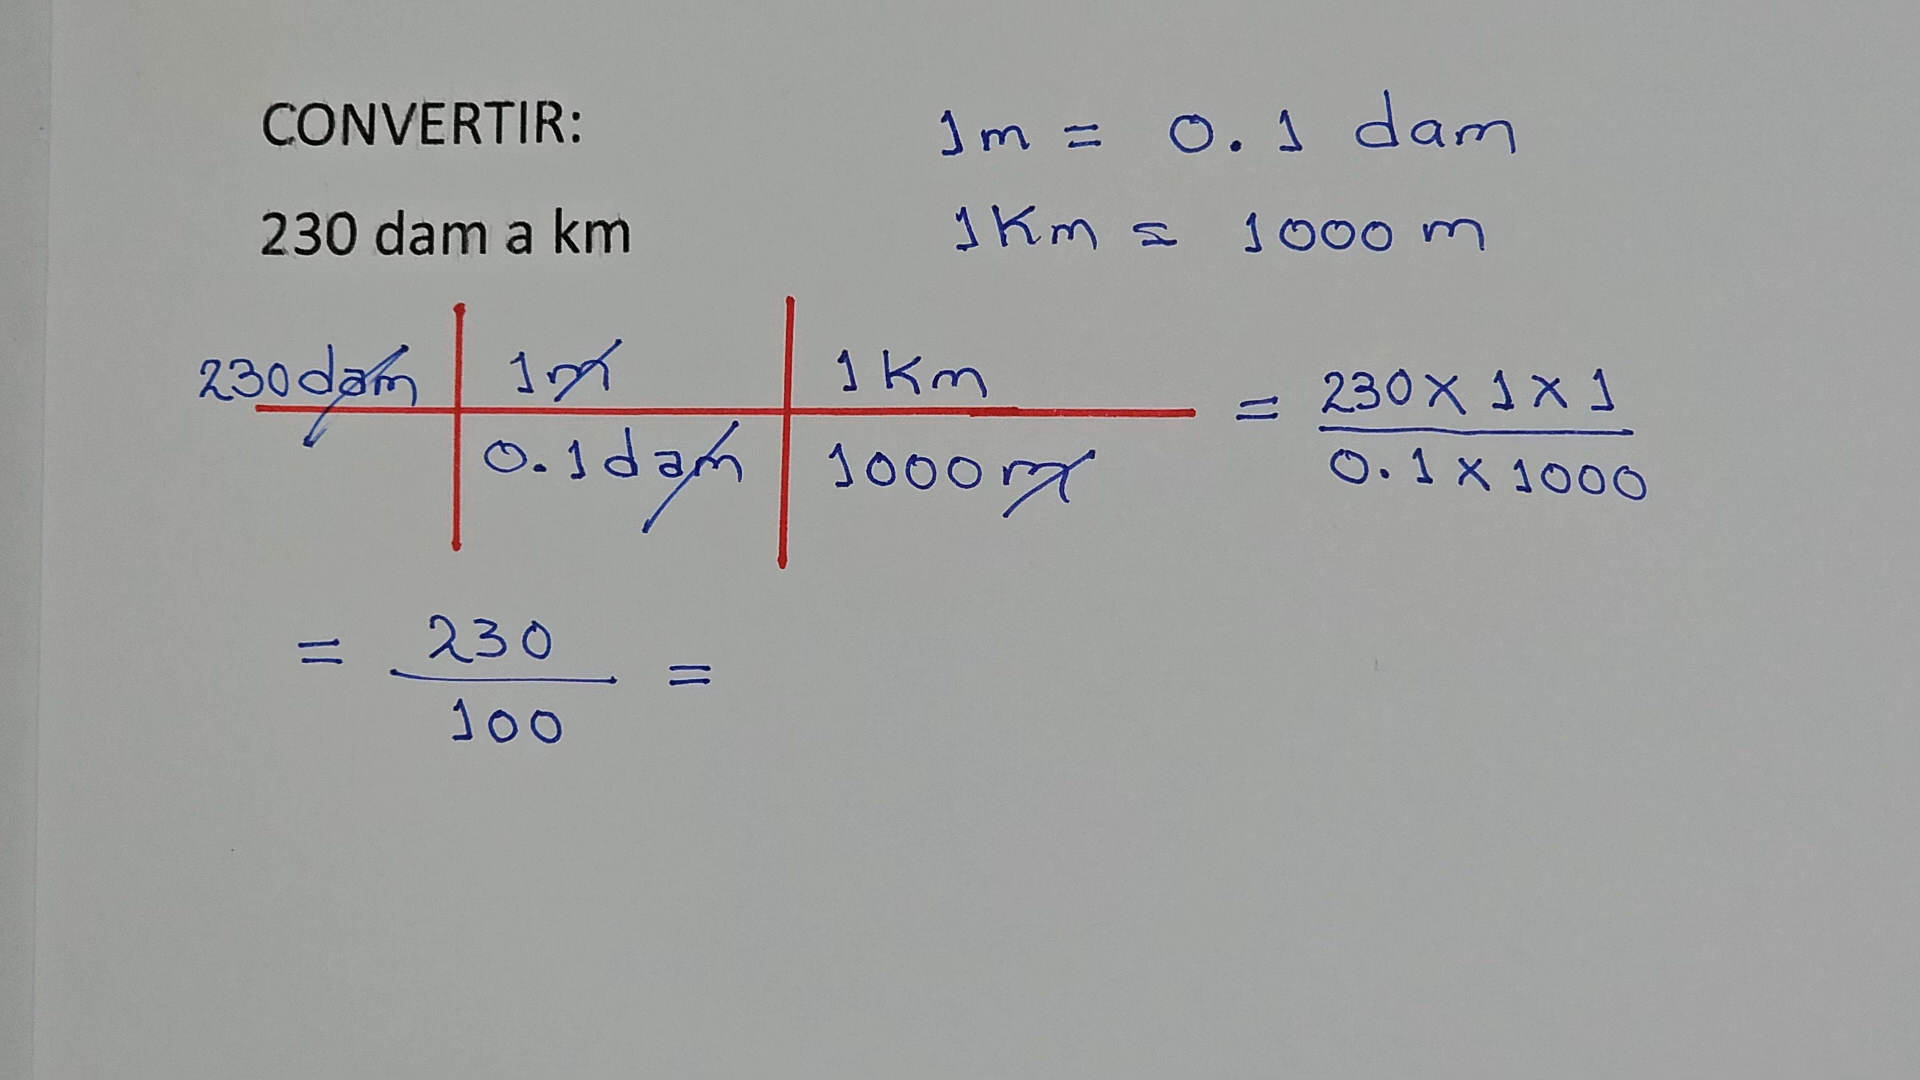 CONVERTIR:
1m = 0.1 dam
230 dam a km
1Km = 1000 m
230dam 1m 1Km = 230 x 1 x 1
0.1dam 1000m 0.1 x 1000
= 230 =
100